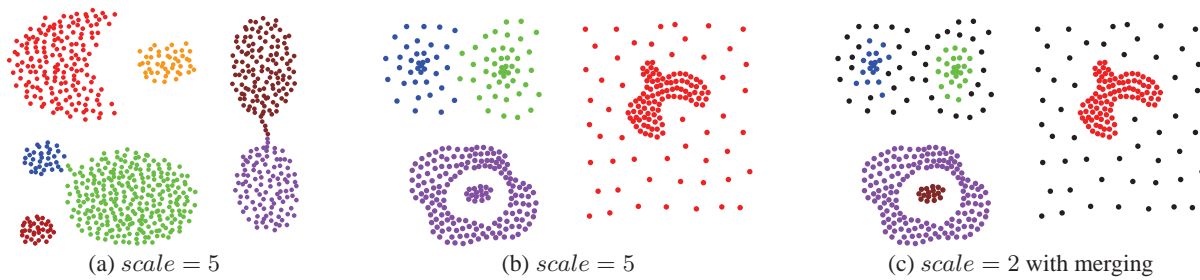 (a) scale = 5
(b) scale = 5
(c) scale = 2 with merging